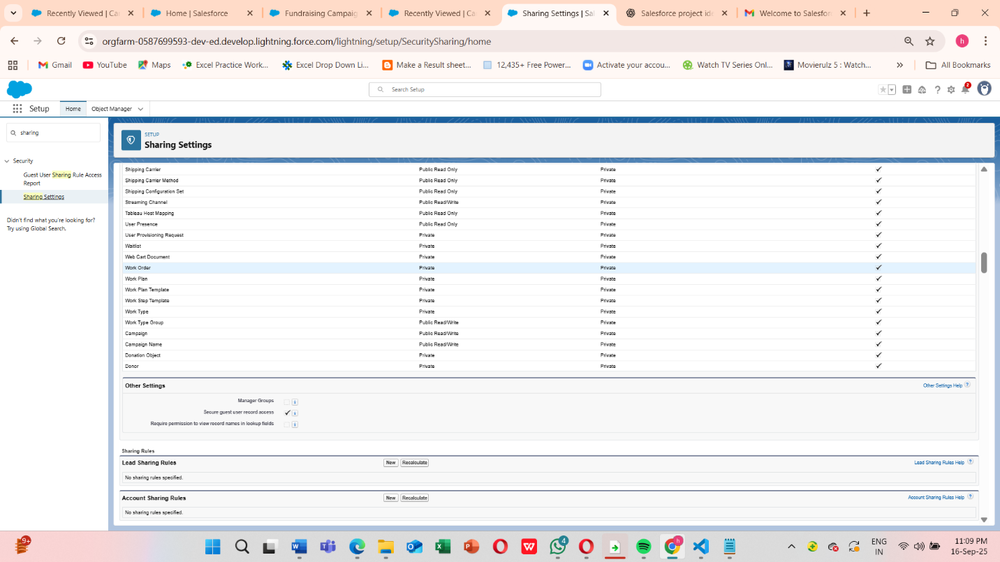 Recently Viewed | Ca
Home | Salesforce
Fundraising Campaig
Recently Viewed | Ca
Sharing Settings | Sal
Salesforce project ide
Welcome to Salesforc
orgfarm-0587699593-dev-ed.develop.lightning.force.com/lightning/setup/SecuritySharing/home
h
Gmail
YouTube
Maps
Excel Practice Work...
Excel Drop Down Li...
Make a Result sheet...
12,435+ Free Power...
Activate your accou...
Watch TV Series Onl...
Movierulz 5 : Watch...
All Bookmarks
Search Setup
2
Setup
Home
Object Manager
sharing
Security
Guest User Sharing Rule Access
Report
Sharing Settings
Didn't find what you're looking for?
Try using Global Search.
SETUP
Sharing Settings
Shipping Carrier Public Read Only Private
Shipping Carrier Method Public Read Only Private
Shipping Configuration Set Public Read Only Private
Streaming Channel Public Read/Write Private
Tableau Host Mapping Public Read Only Private
User Presence Public Read Only Private
User Provisioning Request Private Private
Waitlist Private Private
Web Cart Document Private Private
Work Order Private Private
Work Plan Private Private
Work Plan Template Private Private
Work Step Template Private Private
Work Type Private Private
Work Type Group Public Read/Write Private
Campaign Public Read/Write Private
Campaign Name Public Read/Write Private
Donation Object Private Private
Donor Private Private
Other Settings
Other Settings Help ?
Manager Groups i
Secure guest user record access i
Require permission to view record names in lookup fields i
Sharing Rules
Lead Sharing Rules New Recalculate Lead Sharing Rules Help ?
No sharing rules specified.
Account Sharing Rules New Recalculate Account Sharing Rules Help ?
No sharing rules specified.
9+
4
h
ENG
IN
11:09 PM
16-Sep-25